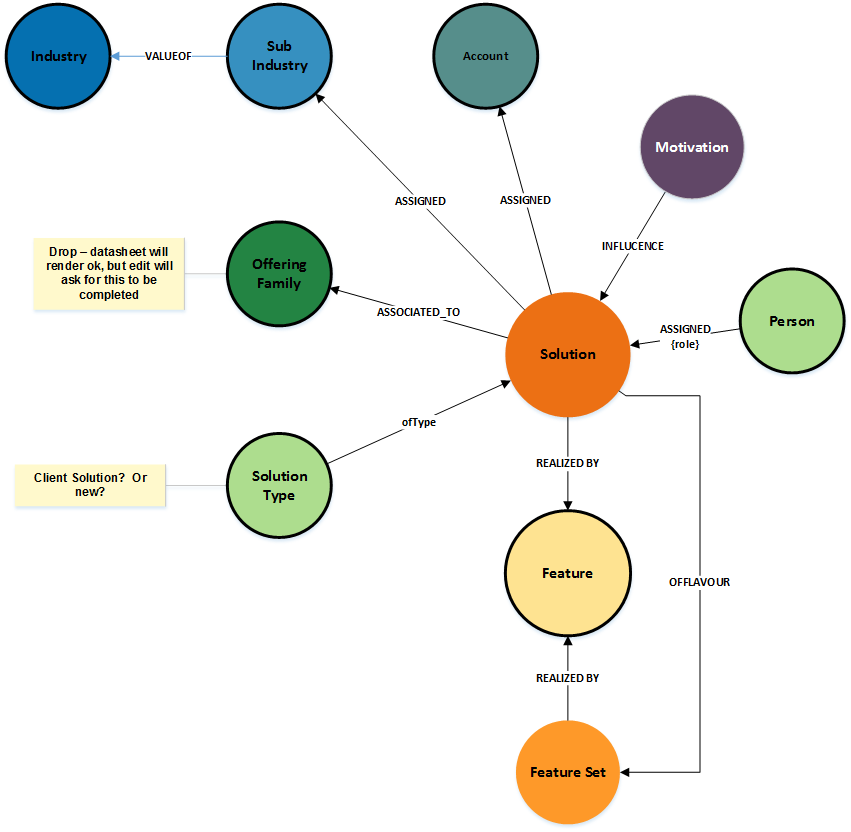 Industry
VALUEOF
Sub
Industry
Account
Motivation
ASSIGNED
ASSIGNED
INFLUCENCE
Drop – datasheet will
render ok, but edit will
ask for this to be
completed
Offering
Family
ASSOCIATED_TO
Solution
ASSIGNED
{role}
Person
ofType
Client Solution?  Or
new?
Solution
Type
REALIZED BY
Feature
OFFLAVOUR
REALIZED BY
Feature Set